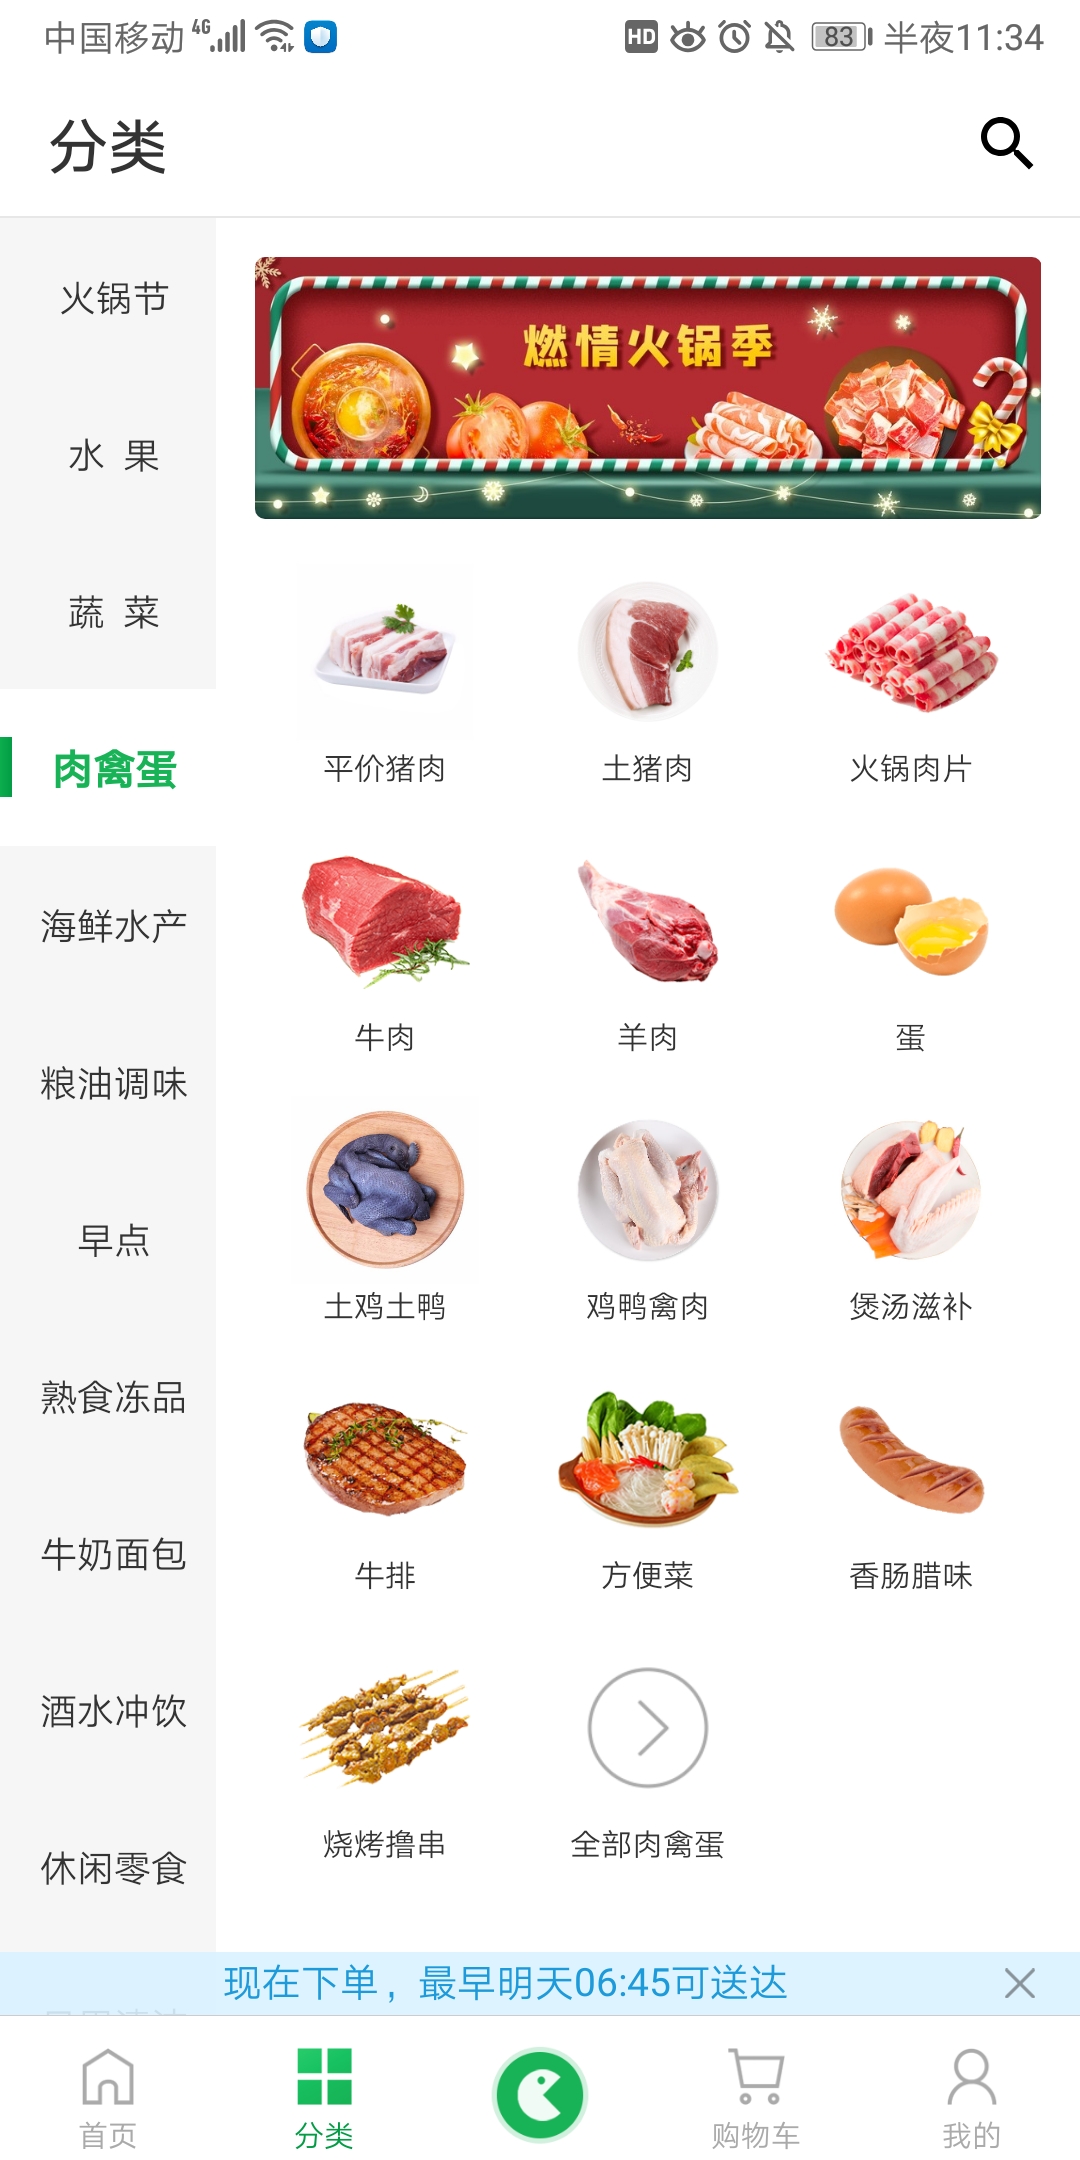 中国移动 4G HD 83 半夜11:34
分类
火锅节
水 果
蔬 菜
肉禽蛋
海鲜水产
粮油调味
早点
熟食冻品
牛奶面包
酒水冲饮
休闲零食
燃情火锅季
平价猪肉 土猪肉 火锅肉片
牛肉 羊肉 蛋
土鸡土鸭 鸡鸭禽肉 煲汤滋补
牛排 方便菜 香肠腊味
烧烤撸串 全部肉禽蛋
现在下单，最早明天06:45可送达
首页 分类 购物车 我的